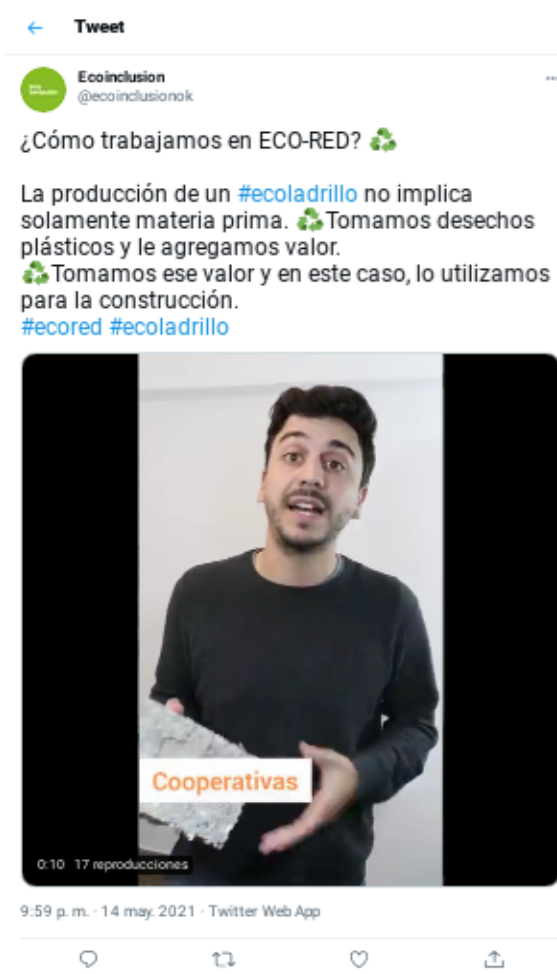 Tweet
Ecoinclusion
@ecoinclusionok
¿Cómo trabajamos en ECO-RED? ♻
La producción de un #ecoladrillo no implica
solamente materia prima. ♻Tomamos desechos
plásticos y le agregamos valor.
♻Tomamos ese valor y en este caso, lo utilizamos
para la construcción.
#ecored #ecoladrillo
Cooperativas
0:10 17 reproducciones
9:59 p. m. · 14 may. 2021 · Twitter Web App